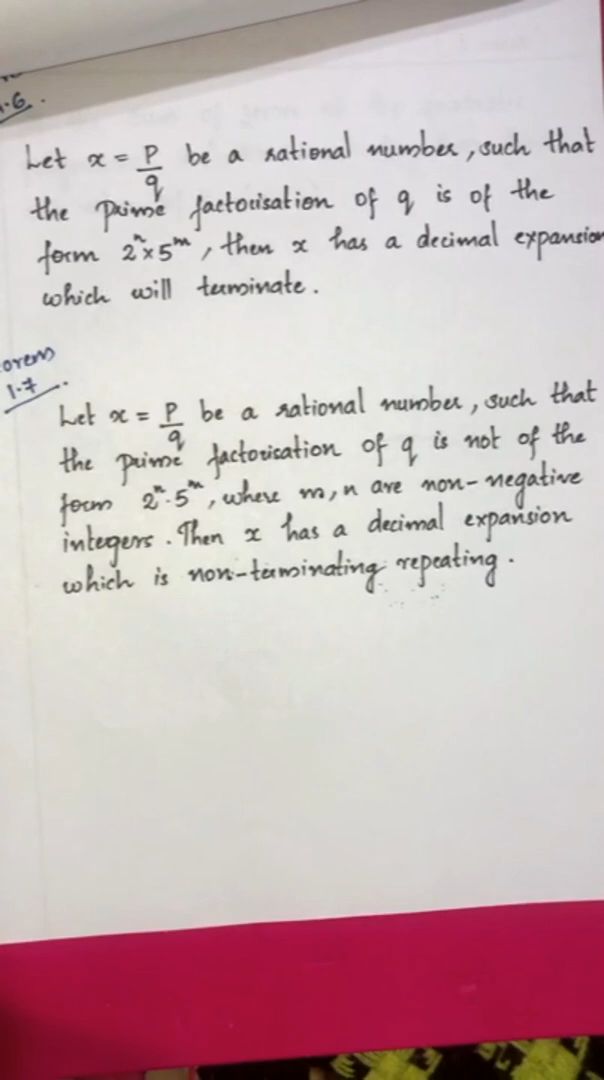 1.6.
Let x = p/q be a rational number, such that
the prime factorisation of q is of the
form 2ⁿ×5ᵐ, then x has a decimal expansion
which will terminate.
orem
1.7.
Let x = p/q be a rational number, such that
the prime factorisation of q is not of the
form 2ⁿ·5ᵐ, where m, n are non-negative
integers. Then x has a decimal expansion
which is non-terminating repeating.